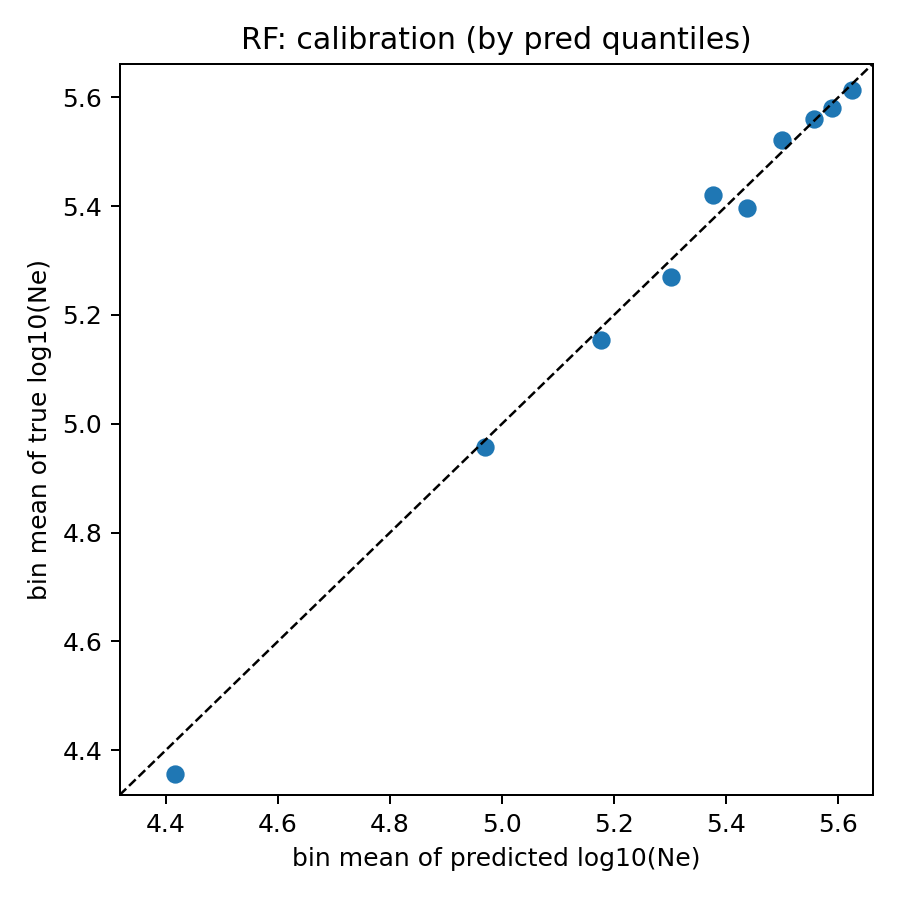 RF: calibration (by pred quantiles)
bin mean of true log10(Ne)
5.6
5.4
5.2
5.0
4.8
4.6
4.4
4.4 4.6 4.8 5.0 5.2 5.4 5.6
bin mean of predicted log10(Ne)